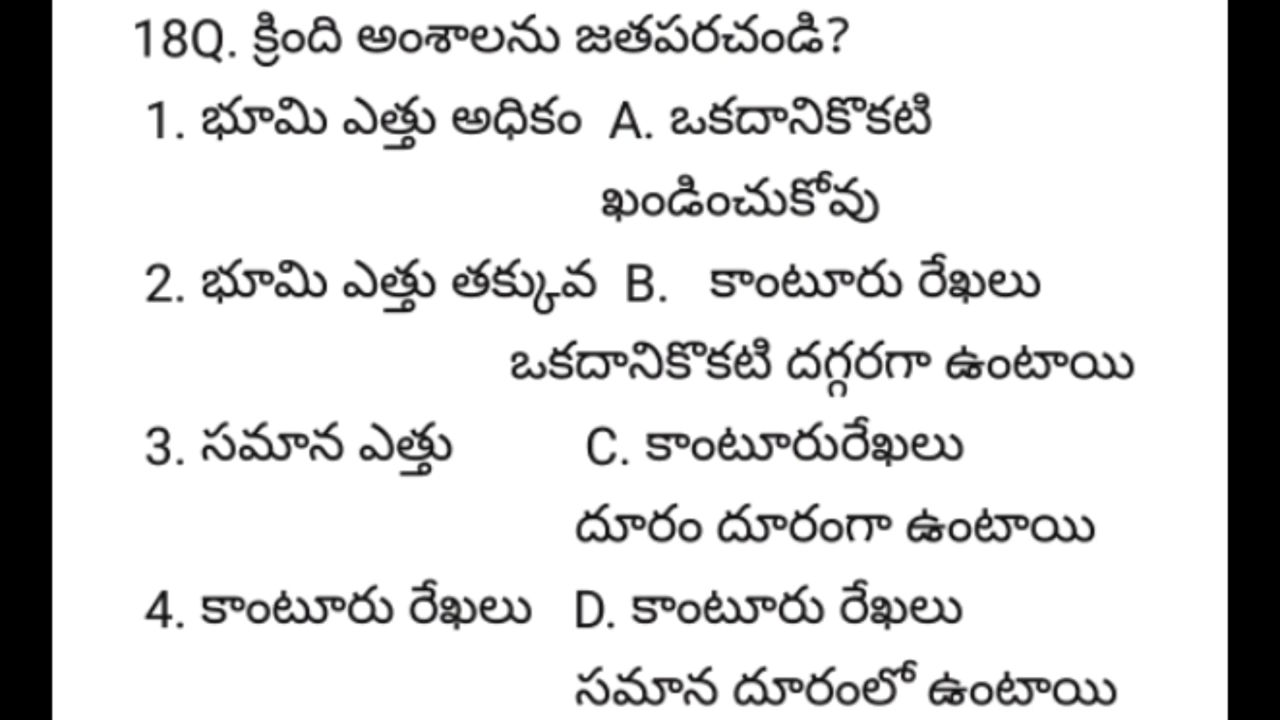 18Q. క్రింది అంశాలను జతపరచండి?
1. భూమి ఎత్తు అధికం A. ఒకదానికొకటి
ఖండించుకోవు
2. భూమి ఎత్తు తక్కువ B. కాంటూరు రేఖలు
ఒకదానికొకటి దగ్గరగా ఉంటాయి
3. సమాన ఎత్తు C. కాంటూరురేఖలు
దూరం దూరంగా ఉంటాయి
4. కాంటూరు రేఖలు D. కాంటూరు రేఖలు
సమాన దూరంలో ఉంటాయి